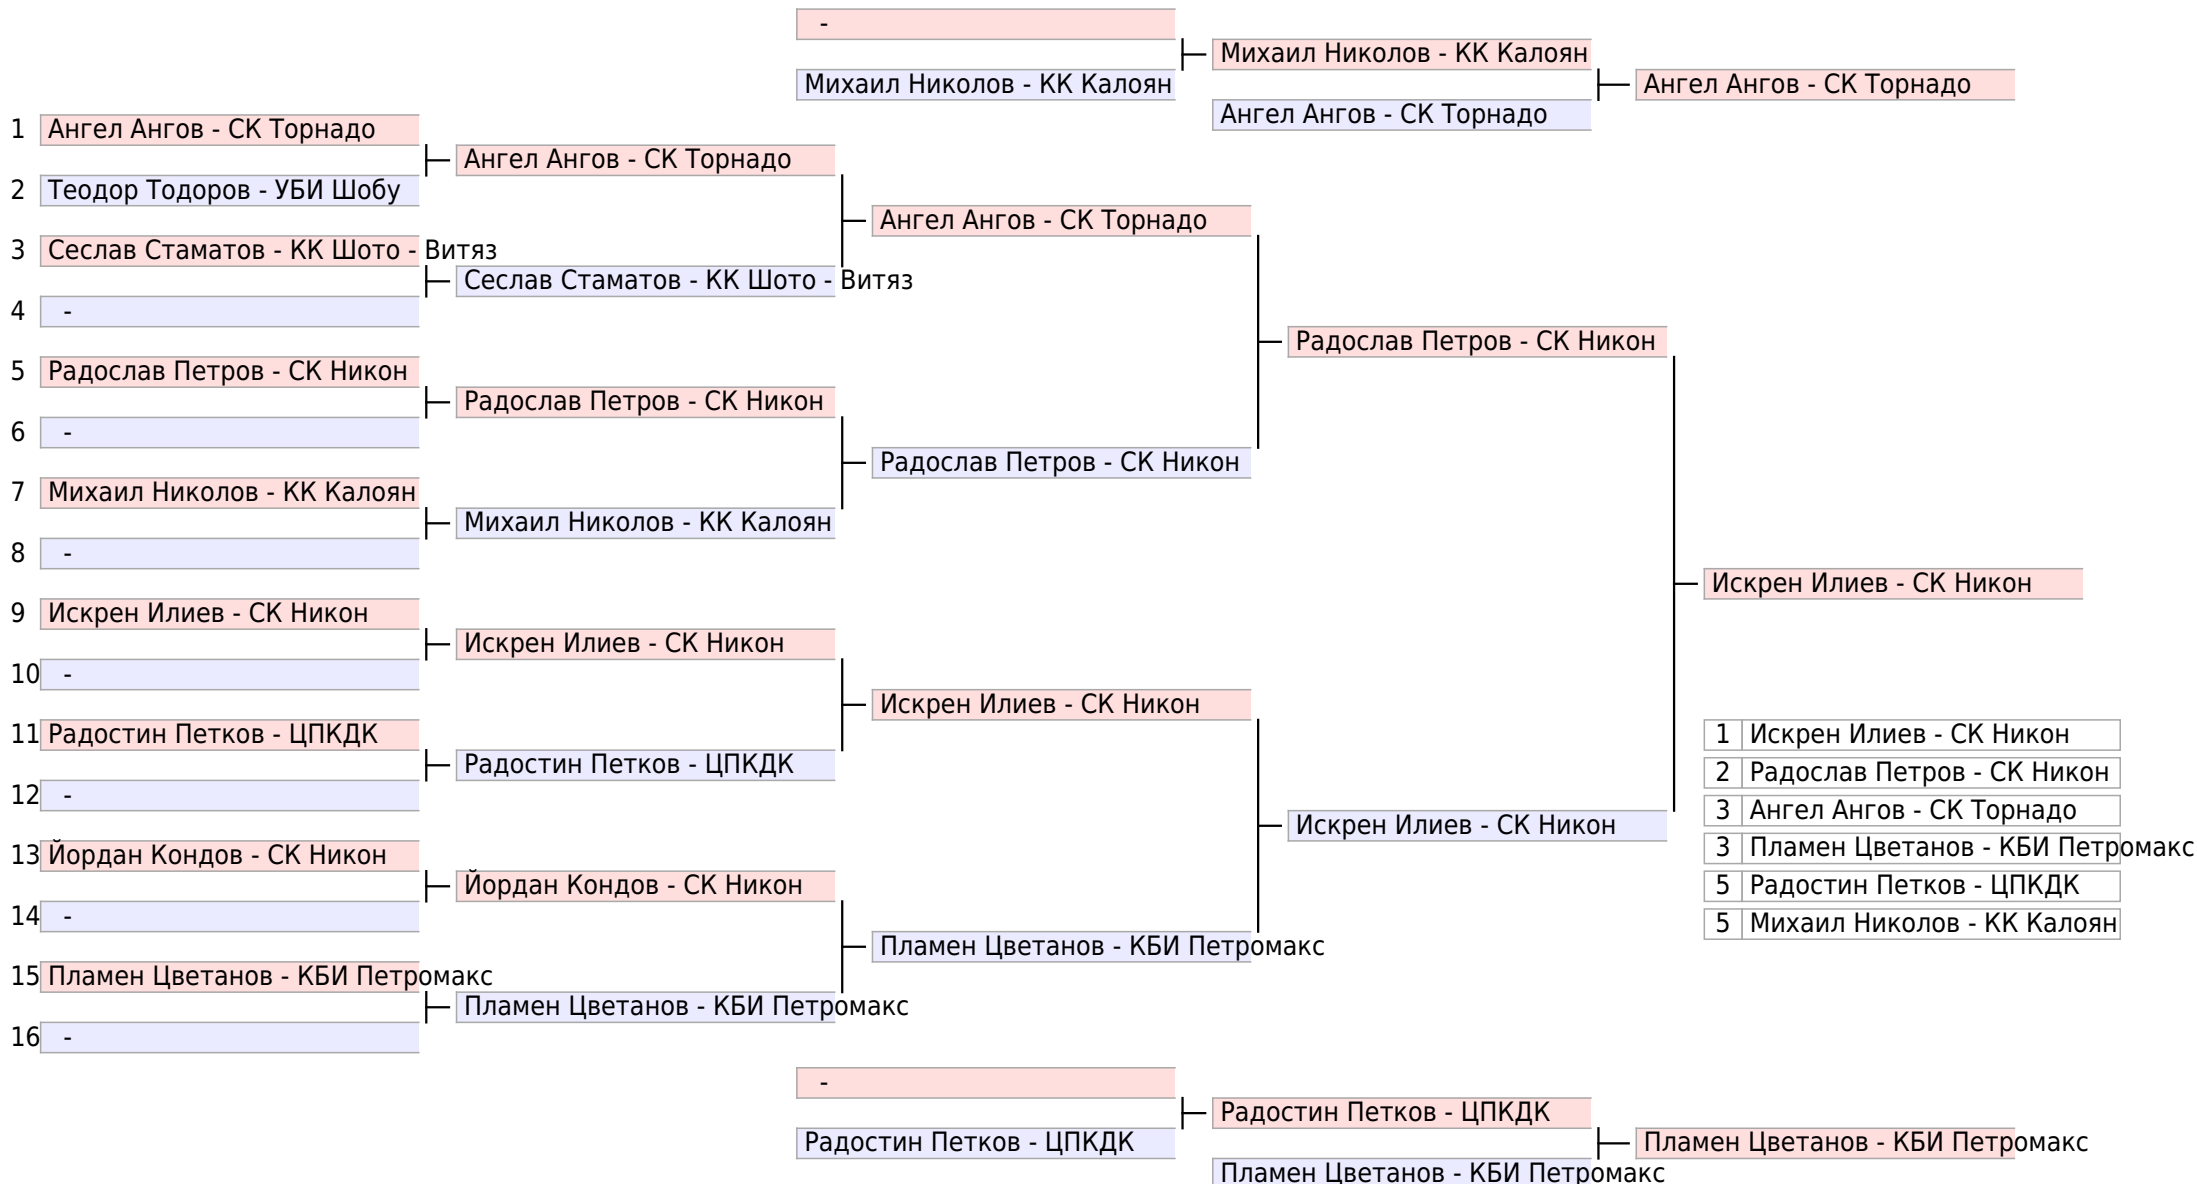 -
Михаил Николов - КК Калоян
Михаил Николов - КК Калоян
Ангел Ангов - СК Торнадо
Ангел Ангов - СК Торнадо
1 Ангел Ангов - СК Торнадо
Ангел Ангов - СК Торнадо
2 Теодор Тодоров - УБИ Шобу
Ангел Ангов - СК Торнадо
3 Сеслав Стаматов - КК Шото - Витяз
Сеслав Стаматов - КК Шото - Витяз
4 -
Радослав Петров - СК Никон
5 Радослав Петров - СК Никон
Радослав Петров - СК Никон
6 -
Радослав Петров - СК Никон
7 Михаил Николов - КК Калоян
Михаил Николов - КК Калоян
8 -
Искрен Илиев - СК Никон
9 Искрен Илиев - СК Никон
Искрен Илиев - СК Никон
10 -
Искрен Илиев - СК Никон
11 Радостин Петков - ЦПКДК
Радостин Петков - ЦПКДК
12 -
Искрен Илиев - СК Никон
13 Йордан Кондов - СК Никон
Йордан Кондов - СК Никон
14 -
Пламен Цветанов - КБИ Петромакс
15 Пламен Цветанов - КБИ Петромакс
Пламен Цветанов - КБИ Петромакс
16 -
1 Искрен Илиев - СК Никон
2 Радослав Петров - СК Никон
3 Ангел Ангов - СК Торнадо
3 Пламен Цветанов - КБИ Петромакс
5 Радостин Петков - ЦПКДК
5 Михаил Николов - КК Калоян
-
Радостин Петков - ЦПКДК
Радостин Петков - ЦПКДК
Пламен Цветанов - КБИ Петромакс
Пламен Цветанов - КБИ Петромакс